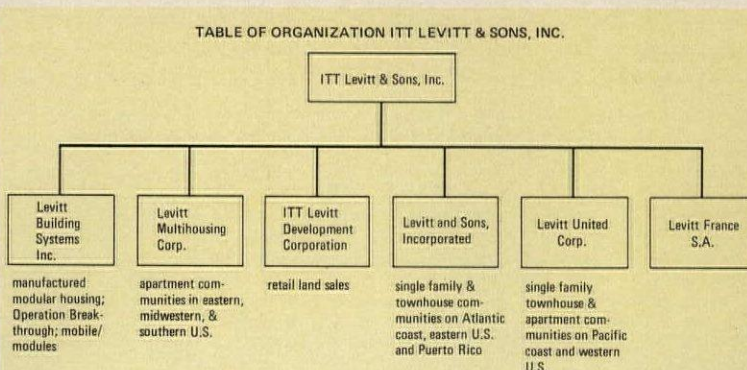 TABLE OF ORGANIZATION ITT LEVITT & SONS, INC.
ITT Levitt & Sons, Inc.
Levitt
Building
Systems
Inc.
manufactured
modular housing;
Operation Break-
through; mobile/
modules
Levitt
Multihousing
Corp.
apartment com-
munities in eastern,
midwestern, &
southern U.S.
ITT Levitt
Development
Corporation
retail land sales
Levitt and Sons,
Incorporated
single family &
townhouse com-
munities on Atlantic
coast, eastern U.S.
and Puerto Rico
Levitt United
Corp.
single family
townhouse &
apartment com-
munities on Pacific
coast and western
U.S.
Levitt France
S.A.